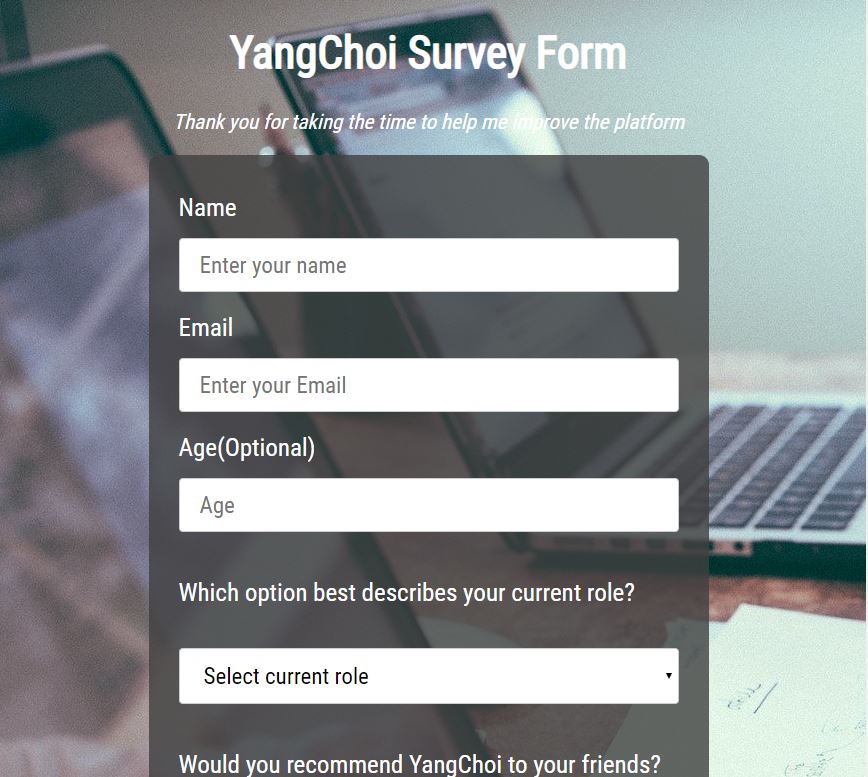 YangChoi Survey Form
Thank you for taking the time to help me improve the platform
Name
Enter your name
Email
Enter your Email
Age(Optional)
Age
Which option best describes your current role?
Select current role
Would you recommend YangChoi to your friends?